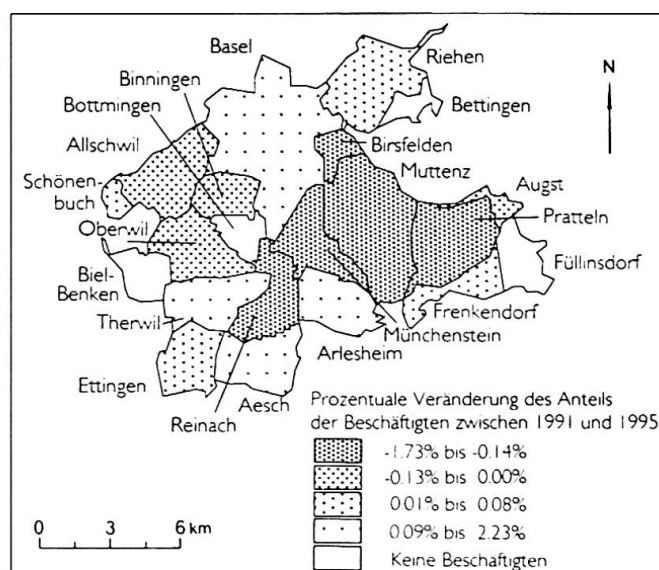 Basel
Riehen
N
Binningen
Bettingen
Bottmingen
Birsfelden
Allschwil
Muttenz
Augst
Schönen-
buch
Pratteln
Oberwil
Füllinsdorf
Biel-
Benken
Frenkendorf
Therwil
Münchenstein
Arlesheim
Ettingen
Aesch
Reinach
Prozentuale Veränderung des Anteils
der Beschäftigten zwischen 1991 und 1995
-1.73% bis -0.14%
-0.13% bis 0.00%
0.01% bis 0.08%
0.09% bis 2.23%
Keine Beschäftigten
0 3 6 km